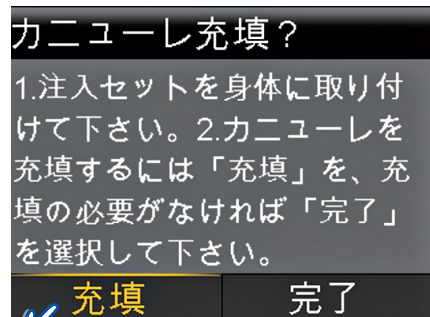 カニューレ充填？
1.注入セットを身体に取り付
けて下さい。2.カニューレを
充填するには「充填」を、充
填の必要がなければ「完了」
を選択して下さい。
充填 完了